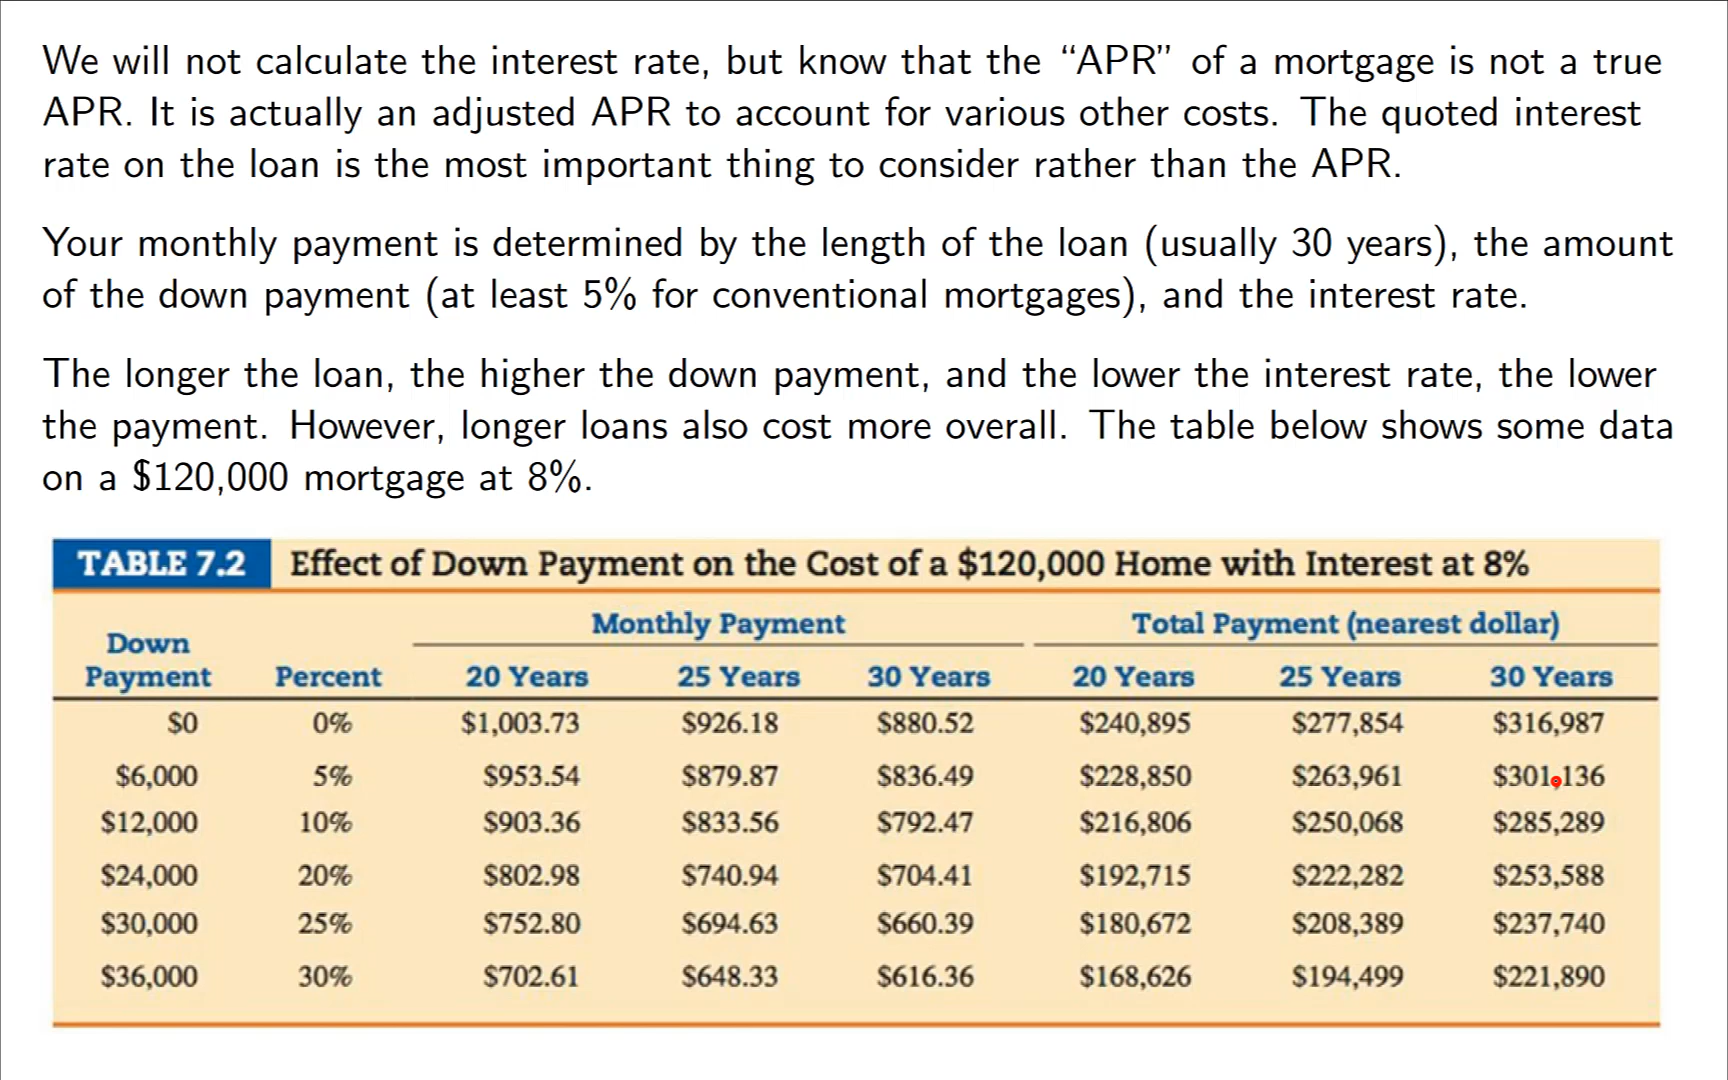 We will not calculate the interest rate, but know that the “APR” of a mortgage is not a true
APR. It is actually an adjusted APR to account for various other costs. The quoted interest
rate on the loan is the most important thing to consider rather than the APR.
Your monthly payment is determined by the length of the loan (usually 30 years), the amount
of the down payment (at least 5% for conventional mortgages), and the interest rate.
The longer the loan, the higher the down payment, and the lower the interest rate, the lower
the payment. However, longer loans also cost more overall. The table below shows some data
on a $120,000 mortgage at 8%.
TABLE 7.2 Effect of Down Payment on the Cost of a $120,000 Home with Interest at 8%
Monthly Payment Total Payment (nearest dollar)
Down
Payment Percent 20 Years 25 Years 30 Years 20 Years 25 Years 30 Years
$0 0% $1,003.73 $926.18 $880.52 $240,895 $277,854 $316,987
$6,000 5% $953.54 $879.87 $836.49 $228,850 $263,961 $301,136
$12,000 10% $903.36 $833.56 $792.47 $216,806 $250,068 $285,289
$24,000 20% $802.98 $740.94 $704.41 $192,715 $222,282 $253,588
$30,000 25% $752.80 $694.63 $660.39 $180,672 $208,389 $237,740
$36,000 30% $702.61 $648.33 $616.36 $168,626 $194,499 $221,890